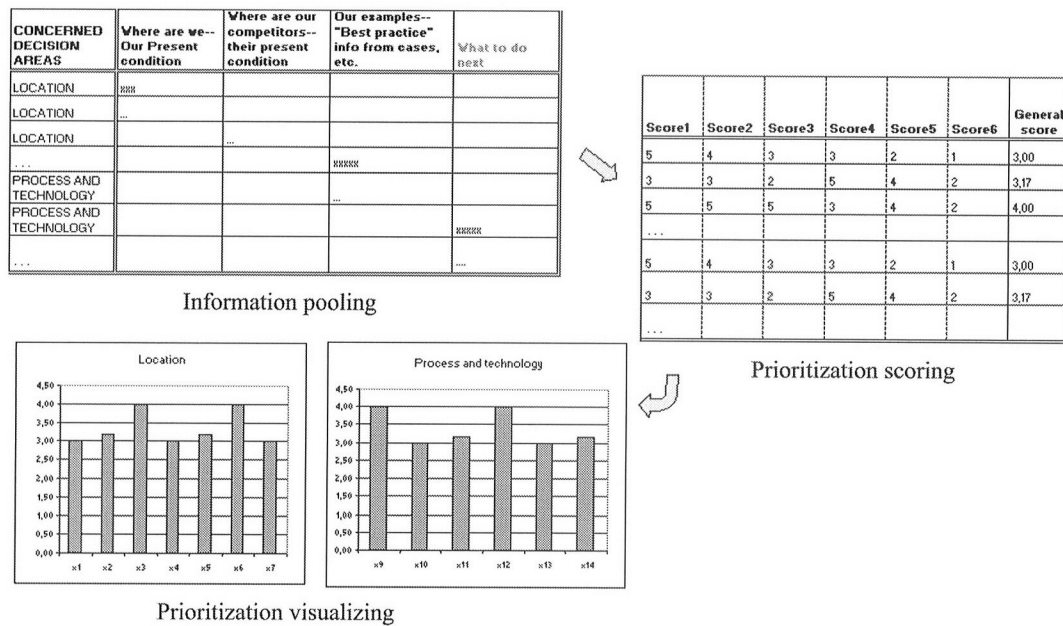 CONCERNED
DECISION
AREAS
Where are we--
Our Present
condition
Where are our
competitors--
their present
condition
Our examples--
"Best practice"
info from cases,
etc.
What to do
next
LOCATION xxx
LOCATION ...
LOCATION ...
... xxxxx
PROCESS AND
TECHNOLOGY ...
PROCESS AND
TECHNOLOGY xxxxx
... ....
Information pooling
Score1 Score2 Score3 Score4 Score5 Score6 General
score
5 4 3 3 2 1 3,00
3 3 2 5 4 2 3,17
5 5 5 3 4 2 4,00
...
5 4 3 3 2 1 3,00
3 3 2 5 4 2 3,17
...
Prioritization scoring
Location
4,50
4,00
3,50
3,00
2,50
2,00
1,50
1,00
0,50
0,00
x1 x2 x3 x4 x5 x6 x7
Process and technology
4,50
4,00
3,50
3,00
2,50
2,00
1,50
1,00
0,50
0,00
x9 x10 x11 x12 x13 x14
Prioritization visualizing